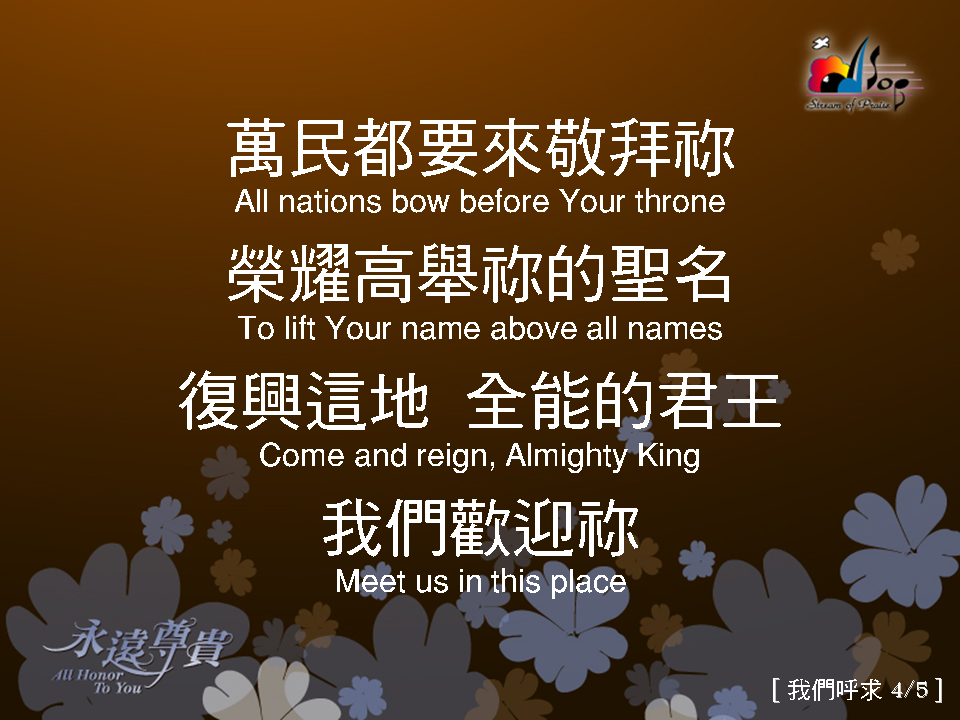 Sop
Stream of Praise
萬民都要來敬拜祢
All nations bow before Your throne
榮耀高舉祢的聖名
To lift Your name above all names
復興這地 全能的君王
Come and reign, Almighty King
我們歡迎祢
Meet us in this place
永遠尊貴
All Honor
To You
[ 我們呼求 4/5 ]